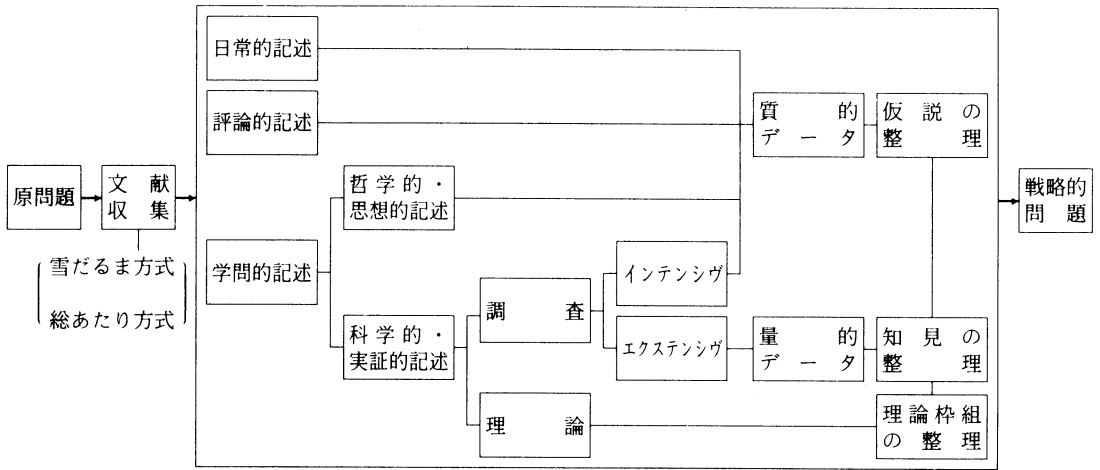 原問題
文献
収集
雪だるま方式
総あたり方式
日常的記述
評論的記述
学問的記述
哲学的・
思想的記述
科学的・
実証的記述
調査
理論
インテンシヴ
エクステンシヴ
質的
データ
量的
データ
仮説の
整理
知見の
整理
理論枠組
の整理
戦略的
問題